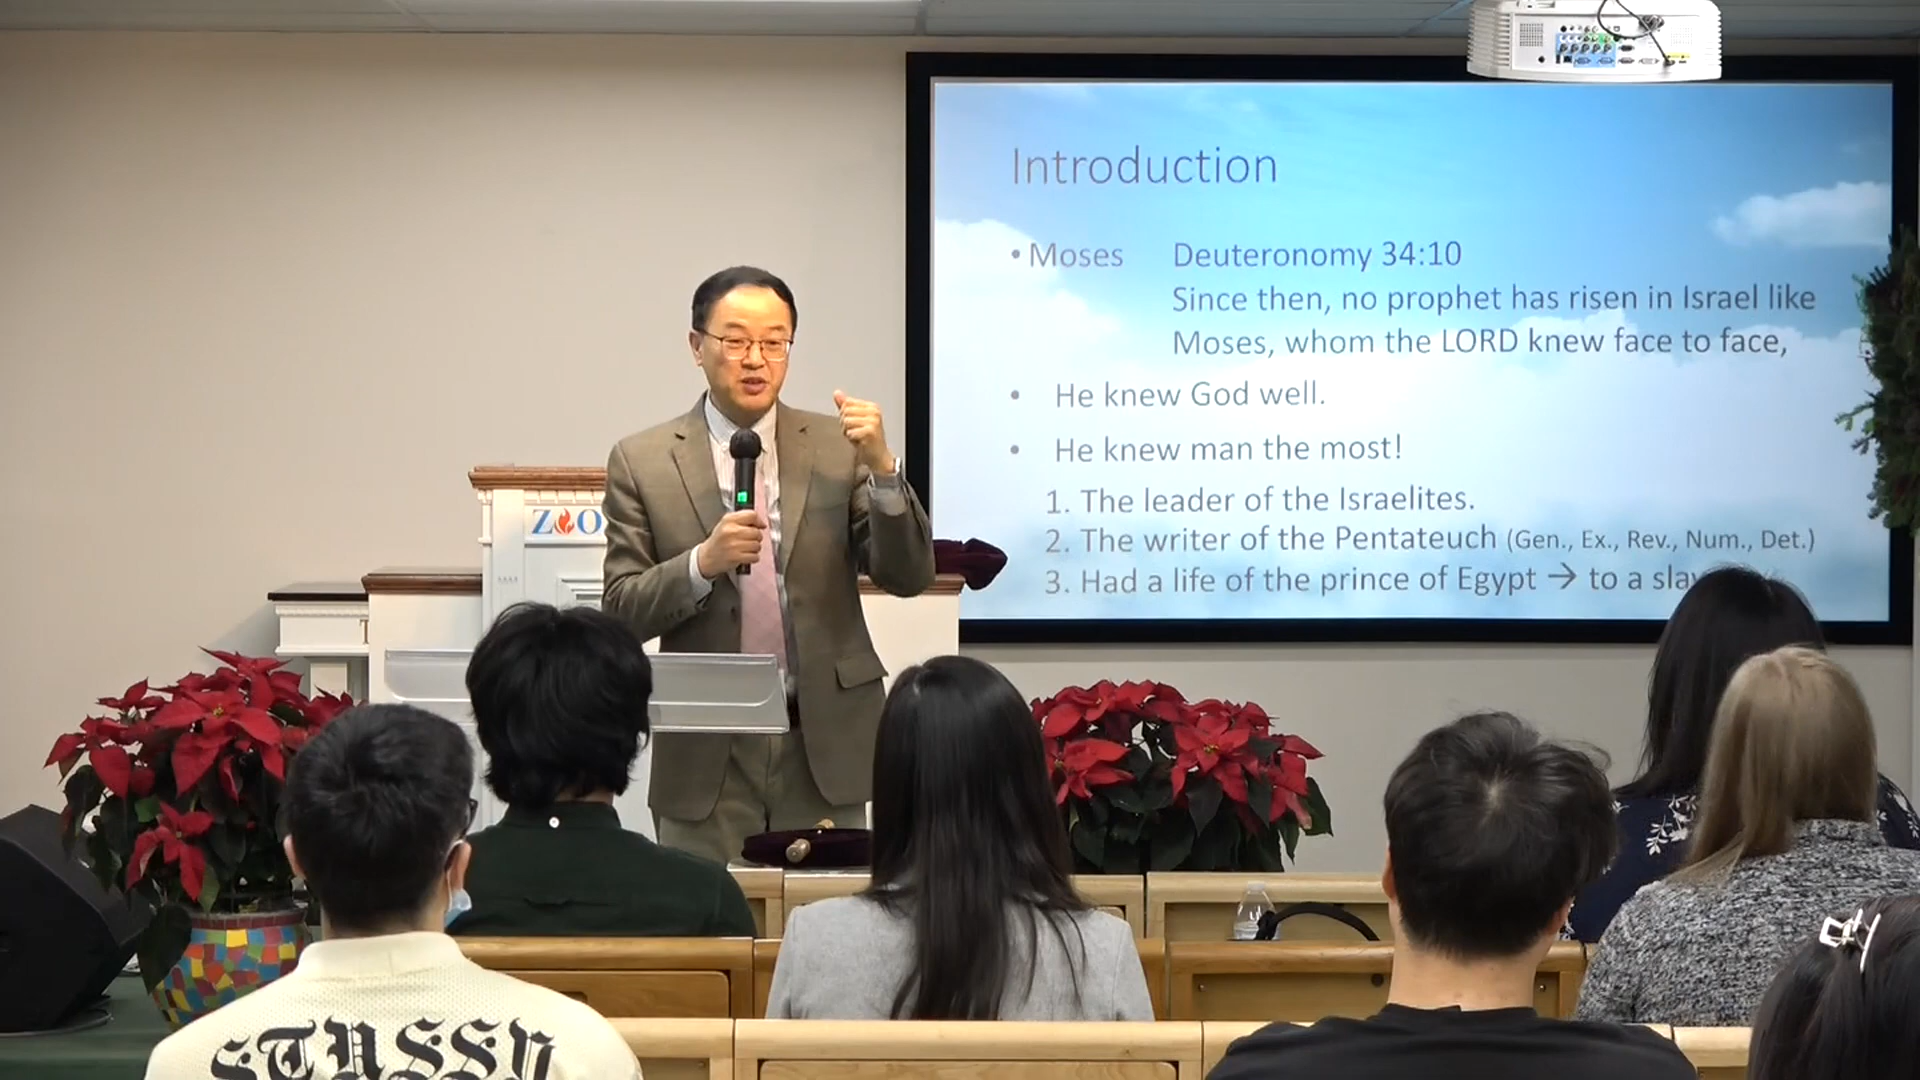 Introduction
• Moses Deuteronomy 34:10
Since then, no prophet has risen in Israel like
Moses, whom the LORD knew face to face,
• He knew God well.
• He knew man the most!
1. The leader of the Israelites.
2. The writer of the Pentateuch (Gen., Ex., Rev., Num., Det.)
3. Had a life of the prince of Egypt → to a
STUSSY